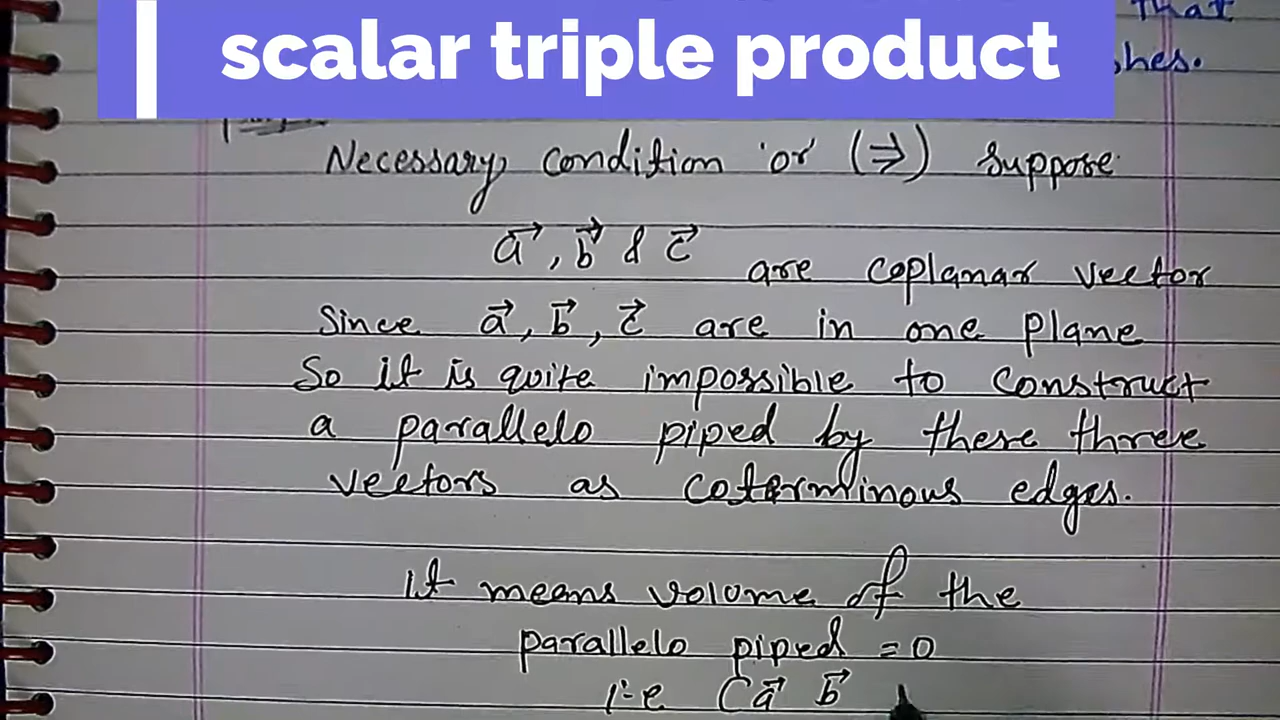 that
scalar triple product
shes.
Necessary condition or (⇒) suppose
a⃗, b⃗ & c⃗ are coplanar vector
Since a⃗, b⃗, c⃗ are in one plane
So it is quite impossible to construct
a parallelo piped by these three
vectors as coterminous edges.
It means volume of the
parallelo piped = 0
i.e (a⃗ b⃗